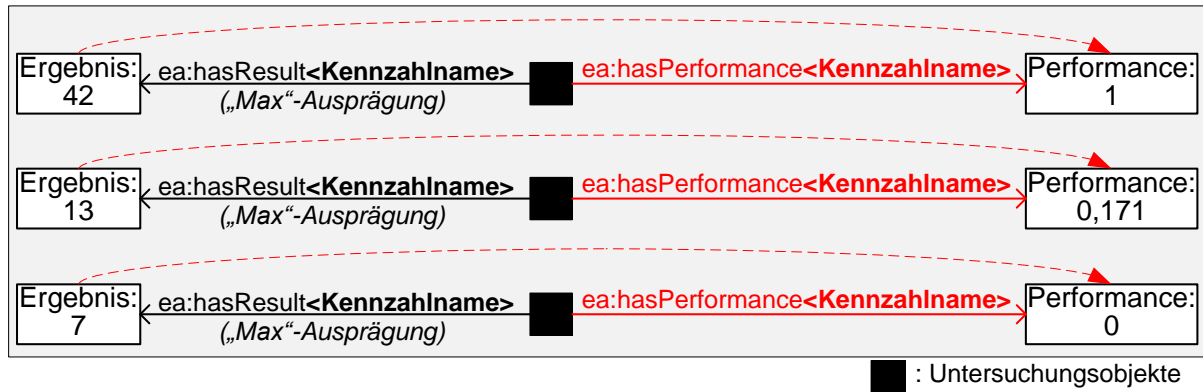 Ergebnis:
42
ea:hasResult<Kennzahlname>
(„Max“-Ausprägung)
ea:hasPerformance<Kennzahlname>
Performance:
1
Ergebnis:
13
ea:hasResult<Kennzahlname>
(„Max“-Ausprägung)
ea:hasPerformance<Kennzahlname>
Performance:
0,171
Ergebnis:
7
ea:hasResult<Kennzahlname>
(„Max“-Ausprägung)
ea:hasPerformance<Kennzahlname>
Performance:
0
: Untersuchungsobjekte